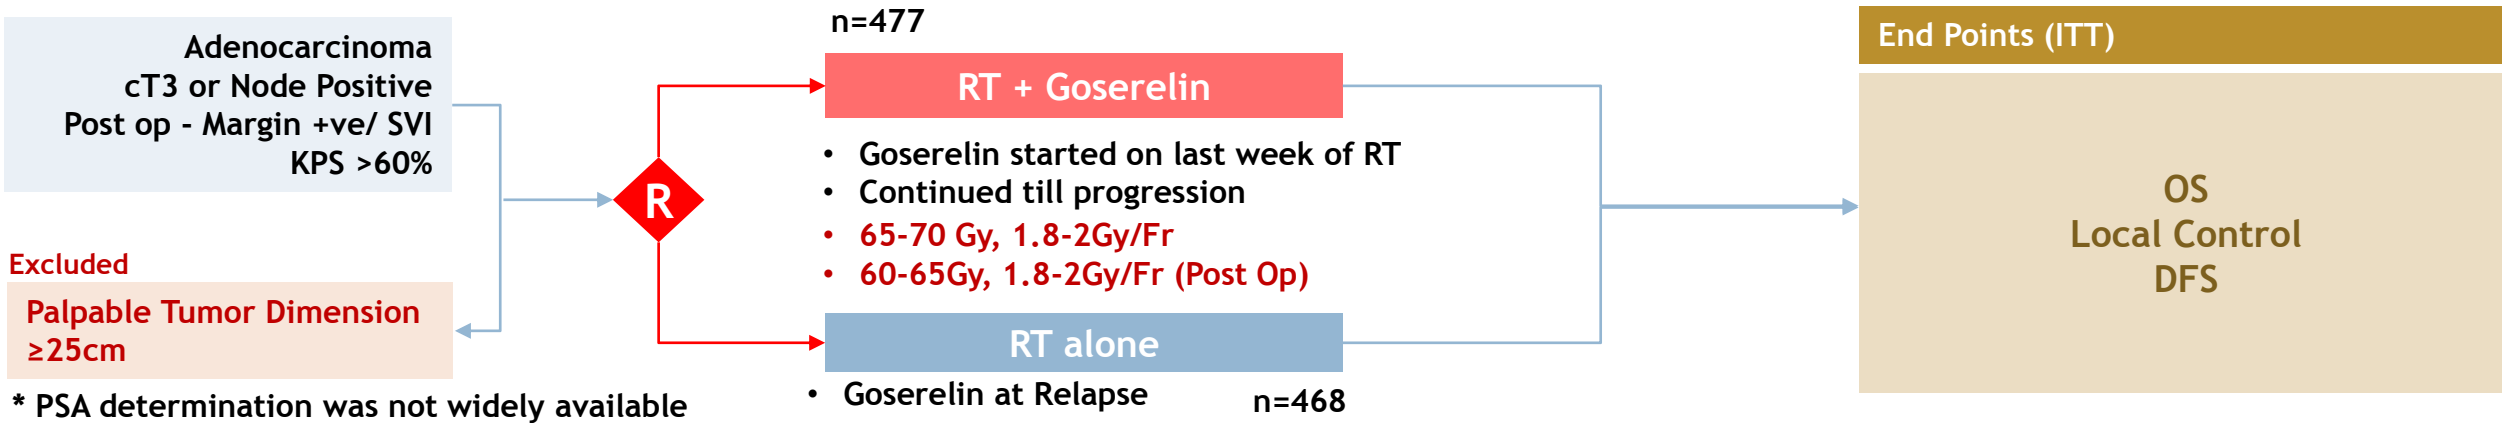 Adenocarcinoma
cT3 or Node Positive
Post op - Margin +ve/ SVI
KPS >60%
Excluded
Palpable Tumor Dimension
≥25cm
* PSA determination was not widely available
R
n=477
RT + Goserelin
• Goserelin started on last week of RT
• Continued till progression
• 65-70 Gy, 1.8-2Gy/Fr
• 60-65Gy, 1.8-2Gy/Fr (Post Op)
RT alone
• Goserelin at Relapse
n=468
End Points (ITT)
OS
Local Control
DFS